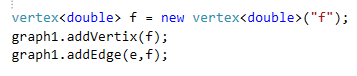 vertex<double> f = new vertex<double>("f");
graph1.addVertix(f);
graph1.addEdge(e,f);